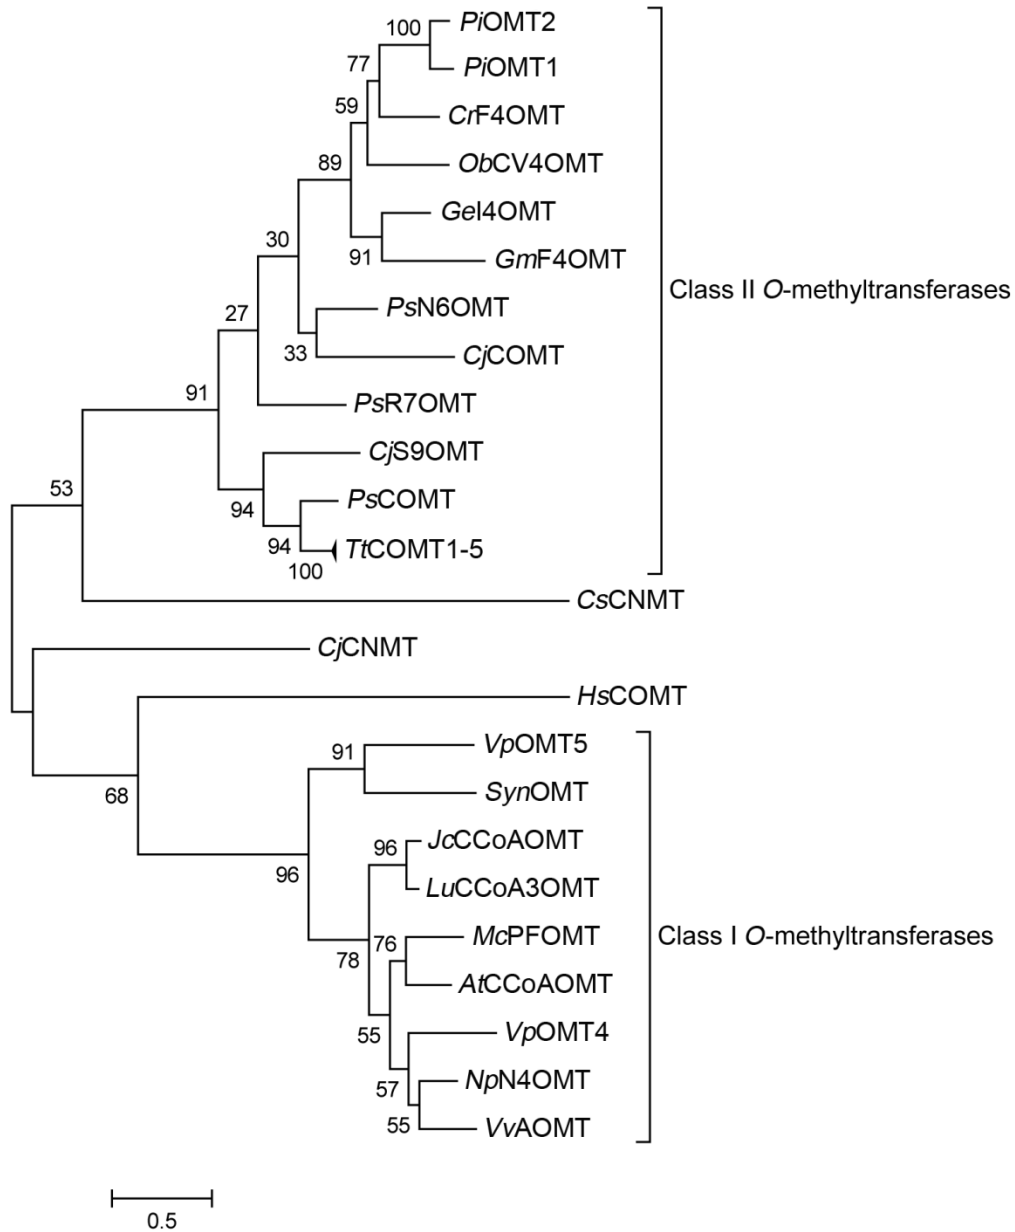 PiOMT2
100
PiOMT1
77
CrF4OMT
59
ObCV4OMT
89
GeI4OMT
30
91
GmF4OMT
Class II O-methyltransferases
PsN6OMT
27
33
CjCOMT
91
PsR7OMT
CjS9OMT
53
94
PsCOMT
94
TtCOMT1-5
100
CsCNMT
CjCNMT
HsCOMT
68
VpOMT5
91
SynOMT
96
JcCCoAOMT
96
LuCCoA3OMT
76
McPFOMT
Class I O-methyltransferases
78
AtCCoAOMT
55
VpOMT4
57
NpN4OMT
55
VvAOMT
0.5